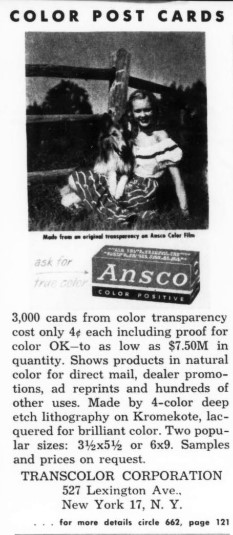 COLOR POST CARDS
Made from an original transparency on Ansco Color Film
ask for
true color
Ansco
COLOR POSITIVE
3,000 cards from color transparency
cost only 4¢ each including proof for
color OK—to as low as $7.50M in
quantity. Shows products in natural
color for direct mail, dealer promo-
tions, ad reprints and hundreds of
other uses. Made by 4-color deep
etch lithography on Kromekote, lac-
quered for brilliant color. Two popu-
lar sizes: 3½x5½ or 6x9. Samples
and prices on request.
TRANSCOLOR CORPORATION
527 Lexington Ave.,
New York 17, N. Y.
. . . for more details circle 662, page 121